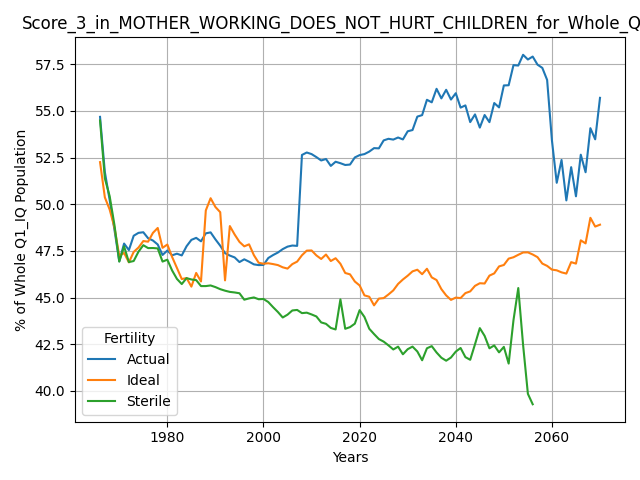 Score_3_in_MOTHER_WORKING_DOES_NOT_HURT_CHILDREN_for_Whole_Q
57.5
55.0
52.5
50.0
47.5
45.0
42.5
40.0
% of Whole Q1_IQ Population
Fertility
Actual
Ideal
Sterile
1980 2000 2020 2040 2060
Years